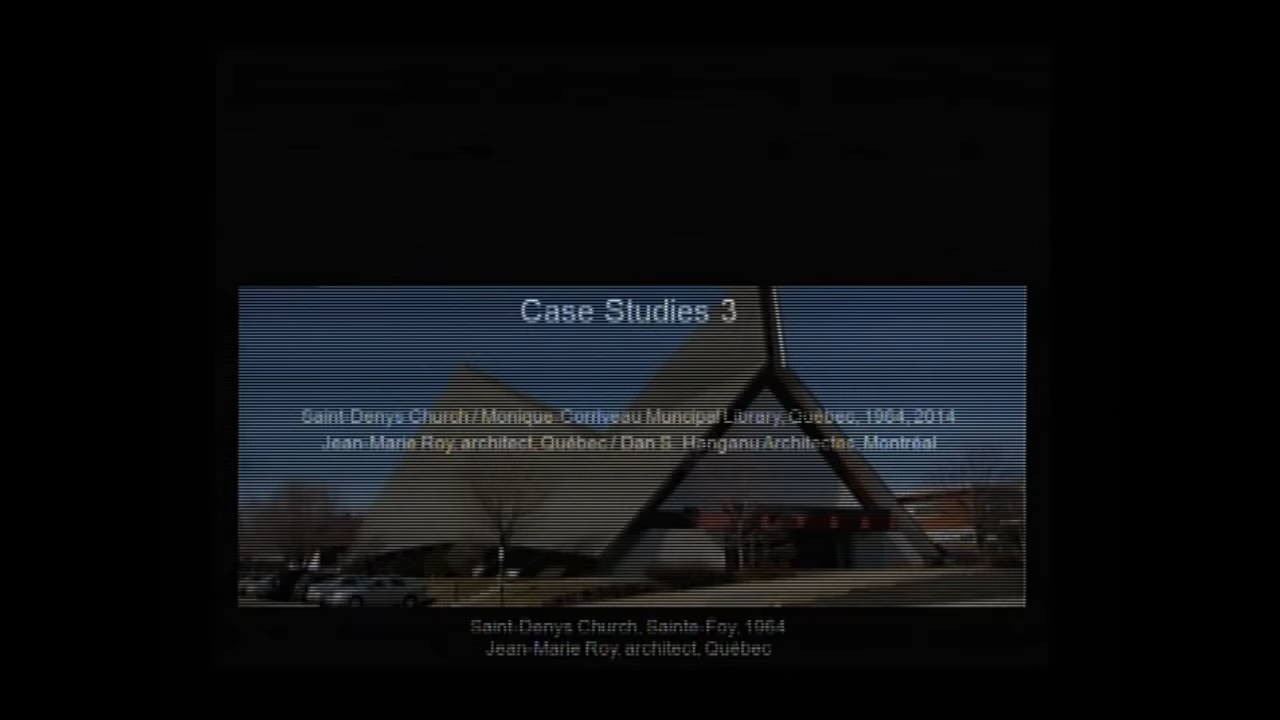 Case Studies 3
Saint Denys Church / Monique Corriveau Muncipal Library, Québec, 1964, 2014
Jean-Marie Roy, architect, Québec / Dan S. Hanganu Architectes, Montréal
Saint-Denys Church, Sainte-Foy, 1964
Jean-Marie Roy, architect, Québec